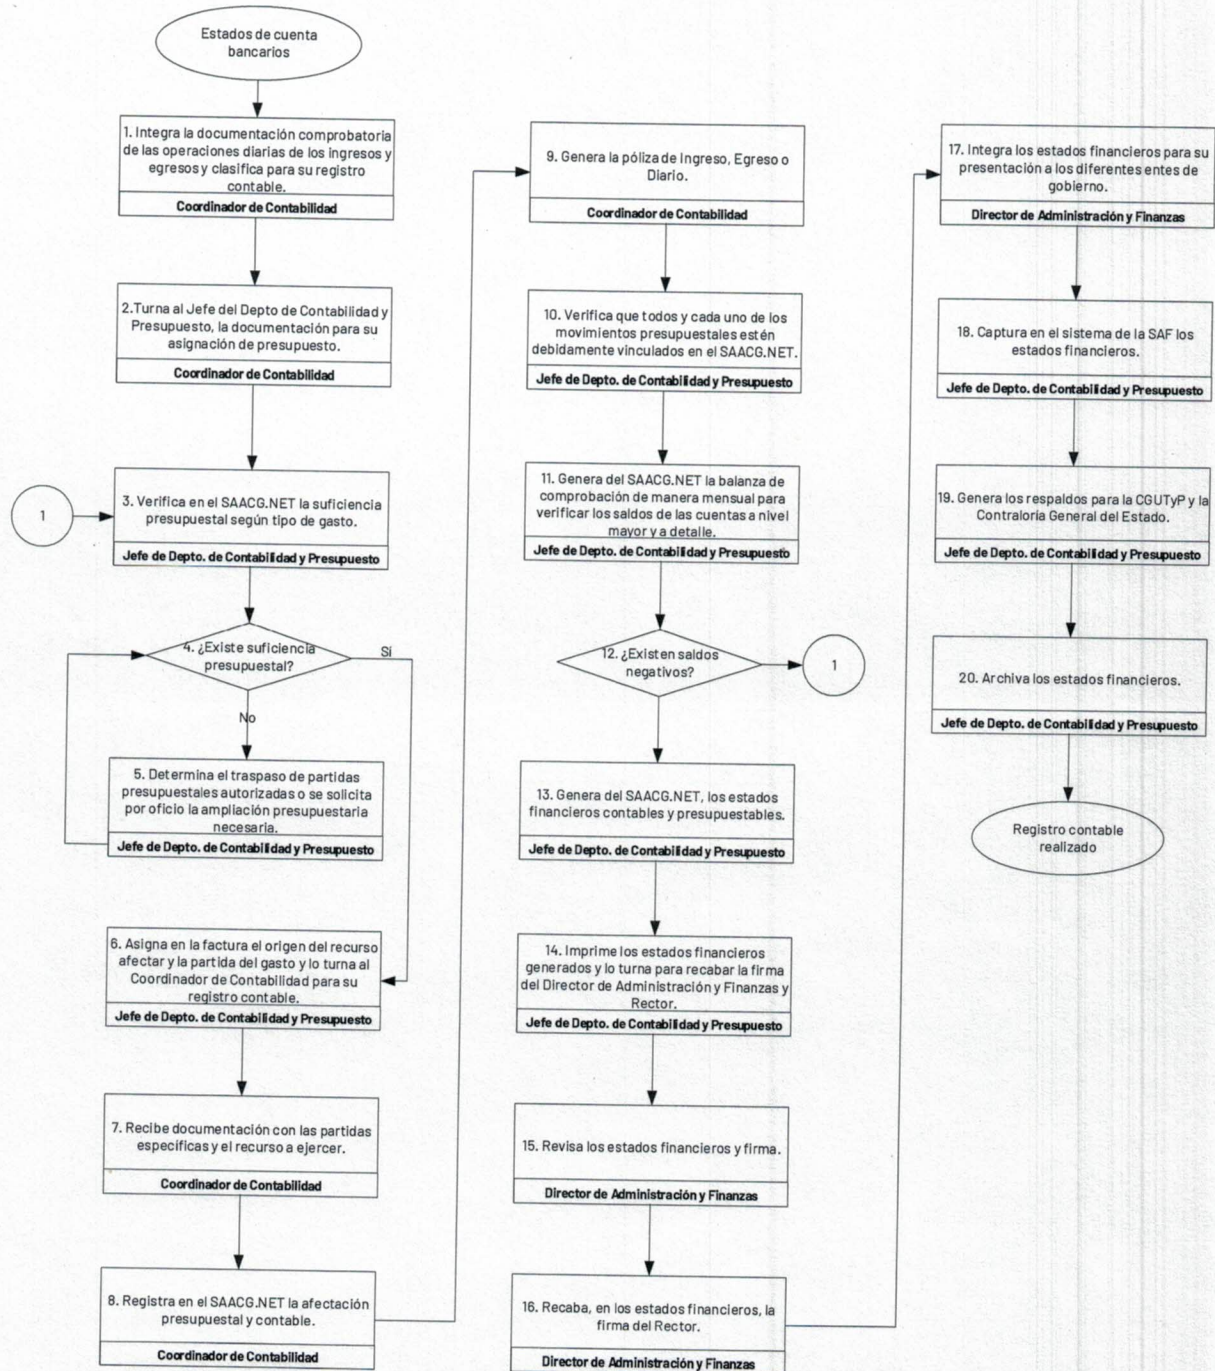 Estados de cuenta
bancarios
1. Integra la documentación comprobatoria
de las operaciones diarias de los ingresos y
egresos y clasifica para su registro
contable.
Coordinador de Contabilidad
2.Turna al Jefe del Depto de Contabilidad y
Presupuesto, la documentación para su
asignación de presupuesto.
Coordinador de Contabilidad
1
3. Verifica en el SAACG.NET la suficiencia
presupuestal según tipo de gasto.
Jefe de Depto. de Contabilidad y Presupuesto
4. ¿Existe suficiencia
presupuestal?
Sí
No
5. Determina el traspaso de partidas
presupuestales autorizadas o se solicita
por oficio la ampliación presupuestaria
necesaria.
Jefe de Depto. de Contabilidad y Presupuesto
6. Asigna en la factura el origen del recurso
afectar y la partida del gasto y lo turna al
Coordinador de Contabilidad para su
registro contable.
Jefe de Depto. de Contabilidad y Presupuesto
7. Recibe documentación con las partidas
específicas y el recurso a ejercer.
Coordinador de Contabilidad
8. Registra en el SAACG.NET la afectación
presupuestal y contable.
Coordinador de Contabilidad
9. Genera la póliza de Ingreso, Egreso o
Diario.
Coordinador de Contabilidad
10. Verifica que todos y cada uno de los
movimientos presupuestales estén
debidamente vinculados en el SAACG.NET.
Jefe de Depto. de Contabilidad y Presupuesto
11. Genera del SAACG.NET la balanza de
comprobación de manera mensual para
verificar los saldos de las cuentas a nivel
mayor y a detalle.
Jefe de Depto. de Contabilidad y Presupuesto
12. ¿Existen saldos
negativos?
1
13. Genera del SAACG.NET, los estados
financieros contables y presupuestables.
Jefe de Depto. de Contabilidad y Presupuesto
14. Imprime los estados financieros
generados y lo turna para recabar la firma
del Director de Administración y Finanzas y
Rector.
Jefe de Depto. de Contabilidad y Presupuesto
15. Revisa los estados financieros y firma.
Director de Administración y Finanzas
16. Recaba, en los estados financieros, la
firma del Rector.
Director de Administración y Finanzas
17. Integra los estados financieros para su
presentación a los diferentes entes de
gobierno.
Director de Administración y Finanzas
18. Captura en el sistema de la SAF los
estados financieros.
Jefe de Depto. de Contabilidad y Presupuesto
19. Genera los respaldos para la CGUTyP y la
Contraloría General del Estado.
Jefe de Depto. de Contabilidad y Presupuesto
20. Archiva los estados financieros.
Jefe de Depto. de Contabilidad y Presupuesto
Registro contable
realizado